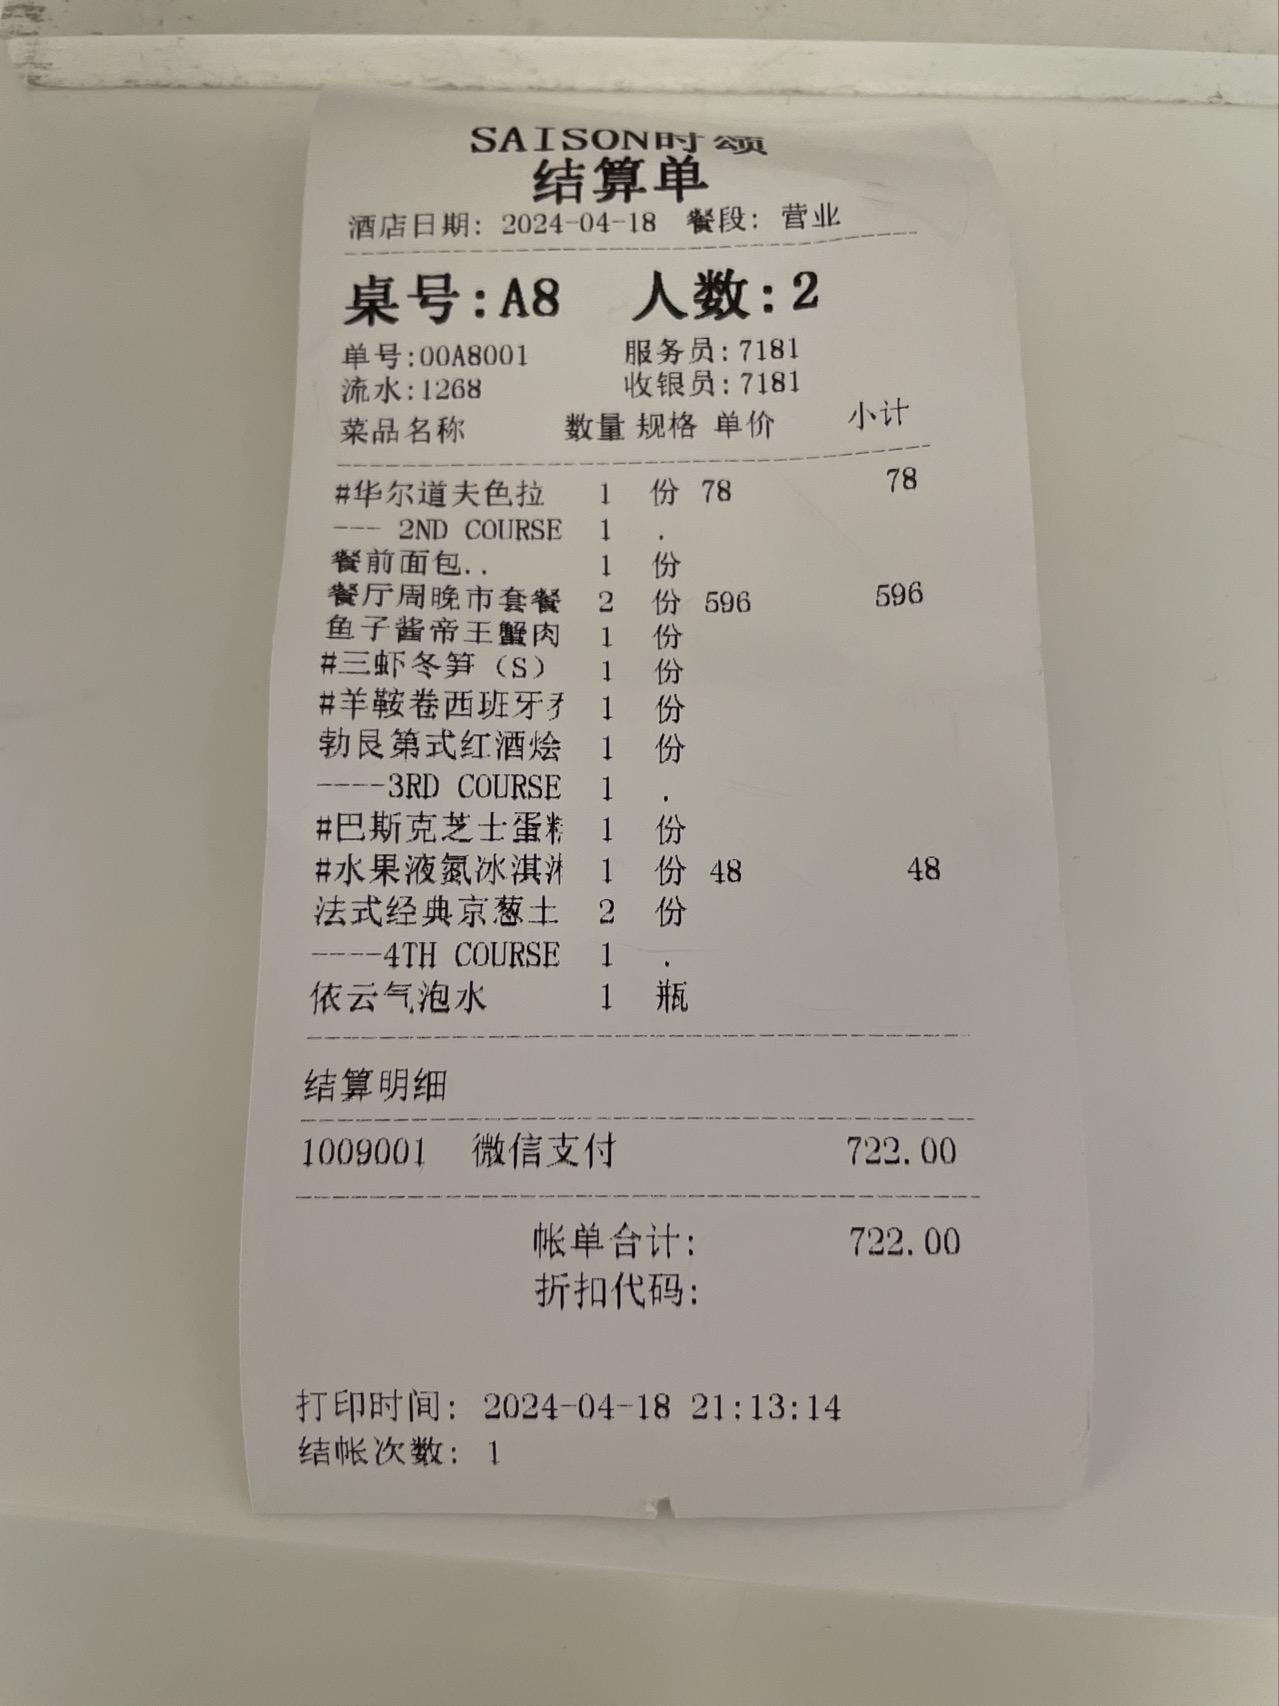 SAISON时颂
结算单
酒店日期: 2024-04-18 餐段: 营业
桌号:A8 人数:2
单号:00A8001 服务员:7181
流水:1268 收银员:7181
菜品名称 数量 规格 单价 小计
#华尔道夫色拉 1 份 78 78
--- 2ND COURSE 1 .
餐前面包.. 1 份
餐厅周晚市套餐 2 份 596 596
鱼子酱帝王蟹肉 1 份
#三虾冬笋（S） 1 份
#羊鞍卷西班牙 1 份
勃艮第式红酒烩 1 份
----3RD COURSE 1 .
#巴斯克芝士蛋糕 1 份
#水果液氮冰淇淋 1 份 48 48
法式经典京葱土 2 份
----4TH COURSE 1 .
依云气泡水 1 瓶
结算明细
1009001 微信支付 722.00
帐单合计: 722.00
折扣代码:
打印时间: 2024-04-18 21:13:14
结帐次数: 1